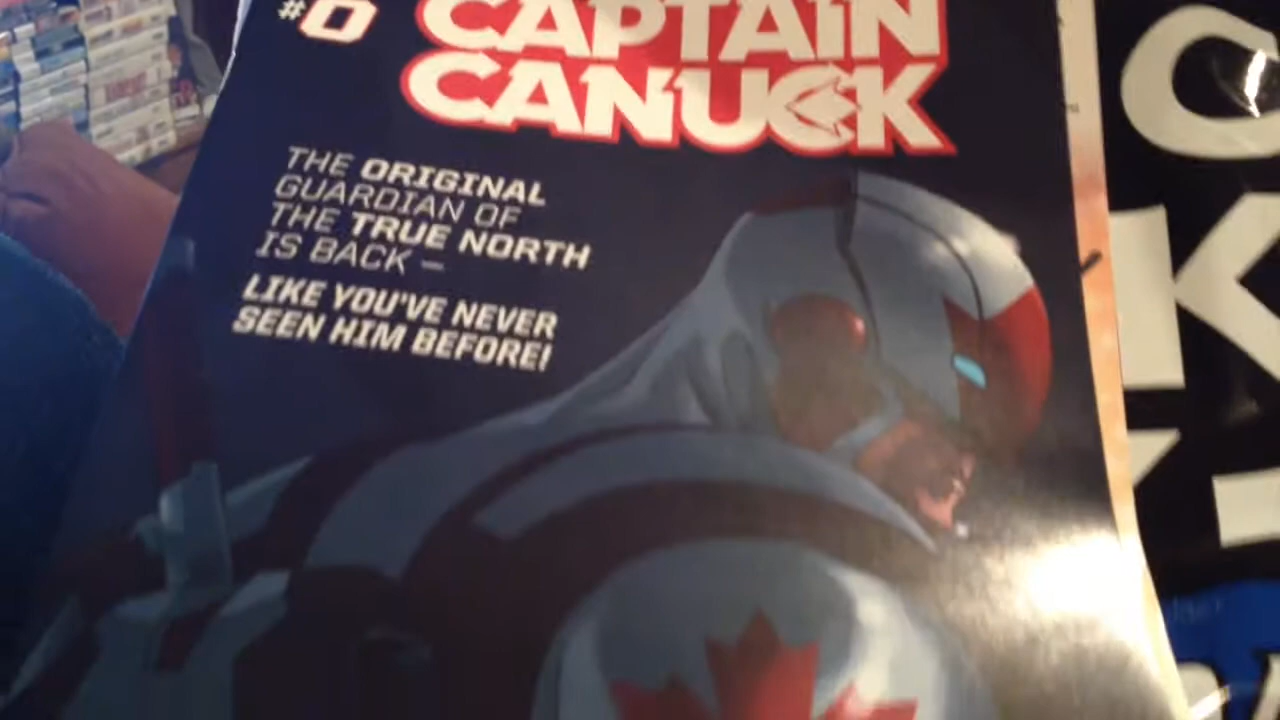 #0
CAPTAIN
CANUCK
THE ORIGINAL
GUARDIAN OF
THE TRUE NORTH
IS BACK –
LIKE YOU'VE NEVER
SEEN HIM BEFORE!